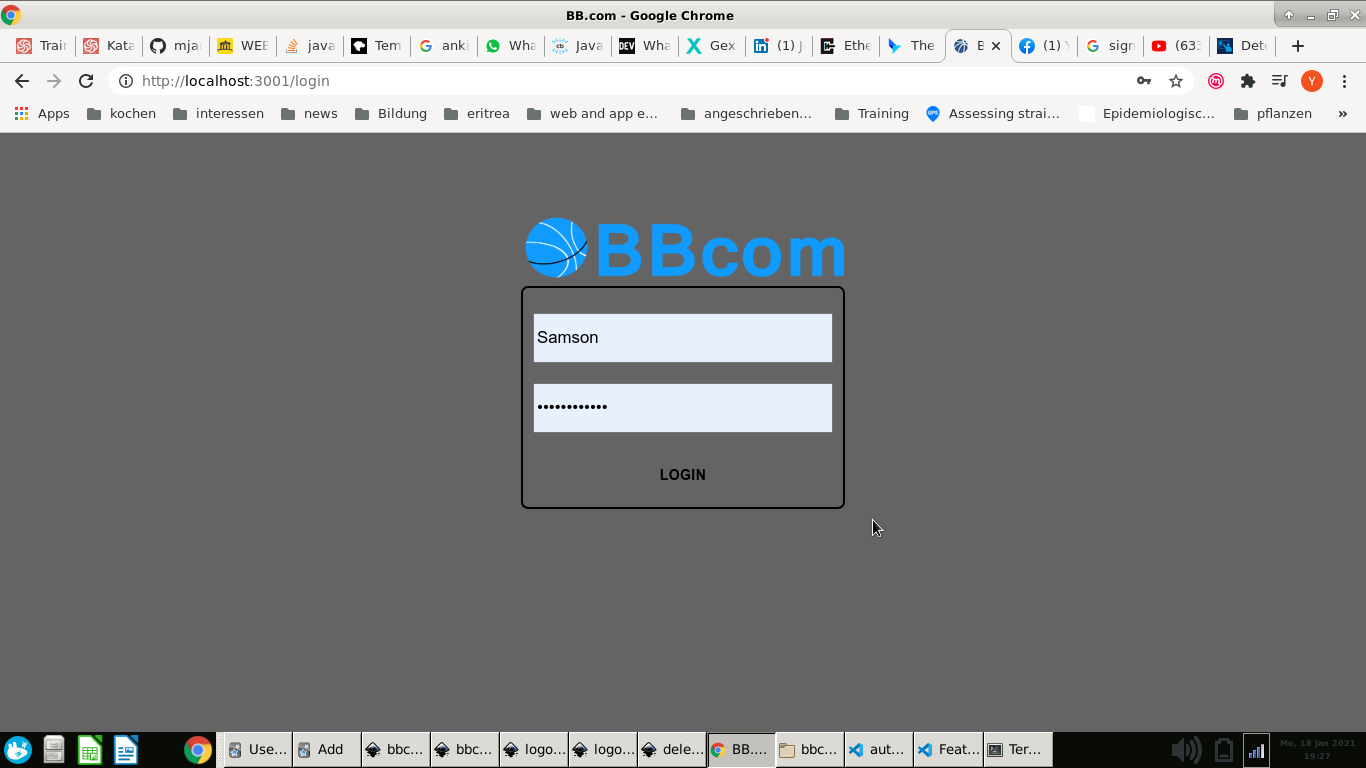 BB.com - Google Chrome
Trair Kata mja WEE java Tem anki Wha Java DEV Wha Gex (1) J Ethe The B (1) Y sign (633 Dete
http://localhost:3001/login Y
Apps kochen interessen news Bildung eritrea web and app e... angeschrieben... Training Assessing strai... Epidemiologisc... pflanzen »
BBcom
Samson
••••••••••••
LOGIN
Use... Add bbc... bbc... logo... logo... dele... BB.... bbc... aut... Feat... Ter... Mo, 18 Jan 2021
19:27